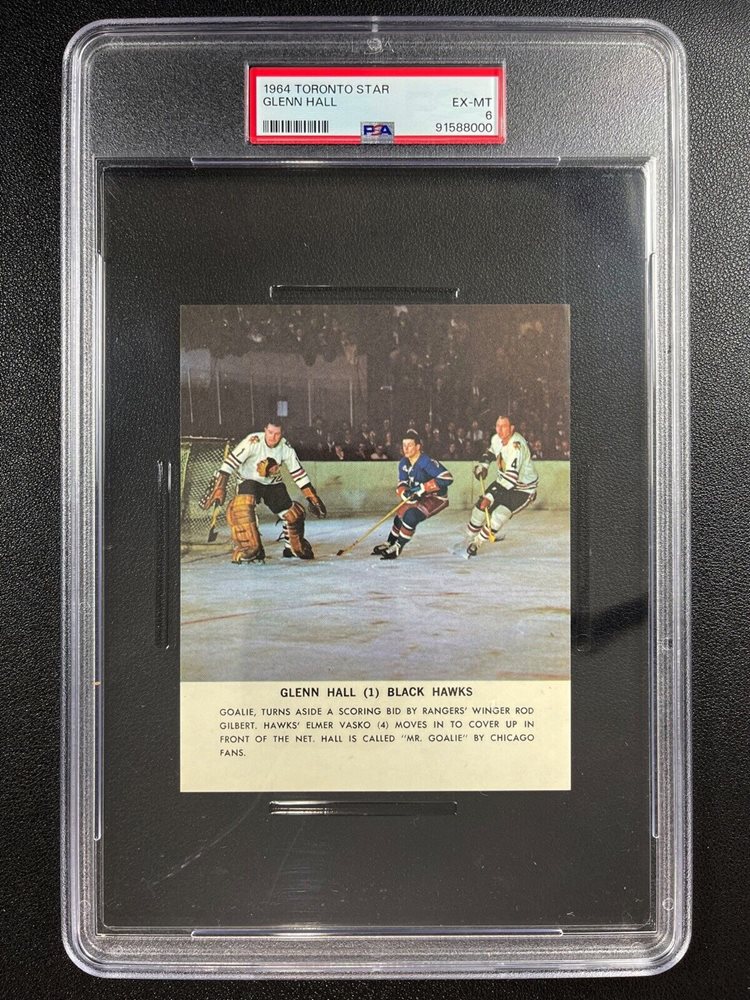 1964 TORONTO STAR
GLENN HALL
EX-MT
6
PSA
91588000
1
4
GLENN HALL (1) BLACK HAWKS
GOALIE, TURNS ASIDE A SCORING BID BY RANGERS' WINGER ROD
GILBERT. HAWKS' ELMER VASKO (4) MOVES IN TO COVER UP IN
FRONT OF THE NET. HALL IS CALLED "MR. GOALIE" BY CHICAGO
FANS.